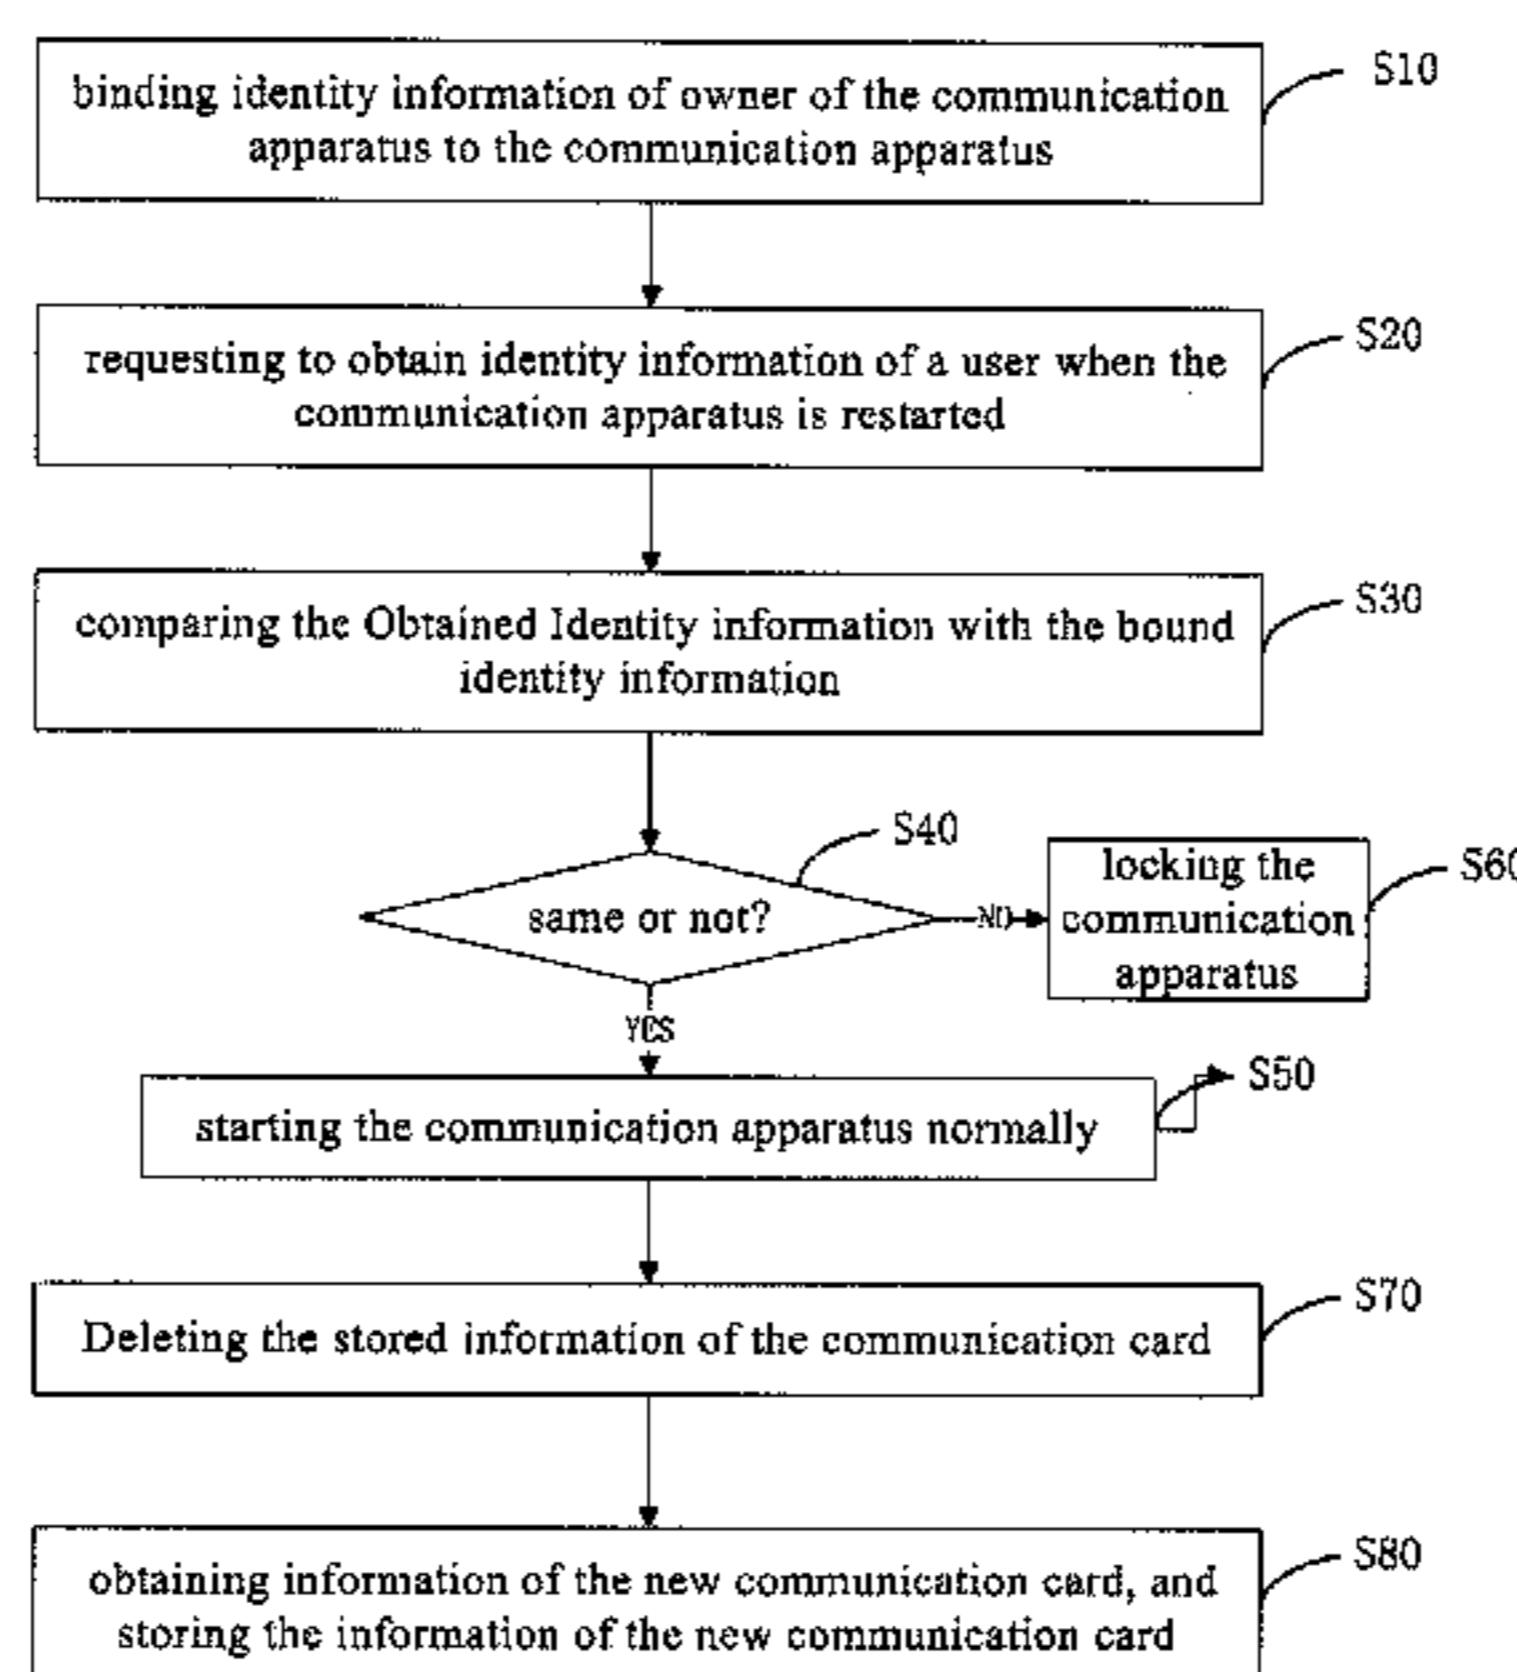 binding identity information of owner of the communication
apparatus to the communication apparatus
S10
requesting to obtain identity information of a user when the
communication apparatus is restarted
S20
comparing the Obtained Identity information with the bound
identity information
S30
same or not?
S40
NO
locking the
communication
apparatus
S60
YES
starting the communication apparatus normally
S50
Deleting the stored information of the communication card
S70
obtaining information of the new communication card, and
storing the information of the new communication card
S80